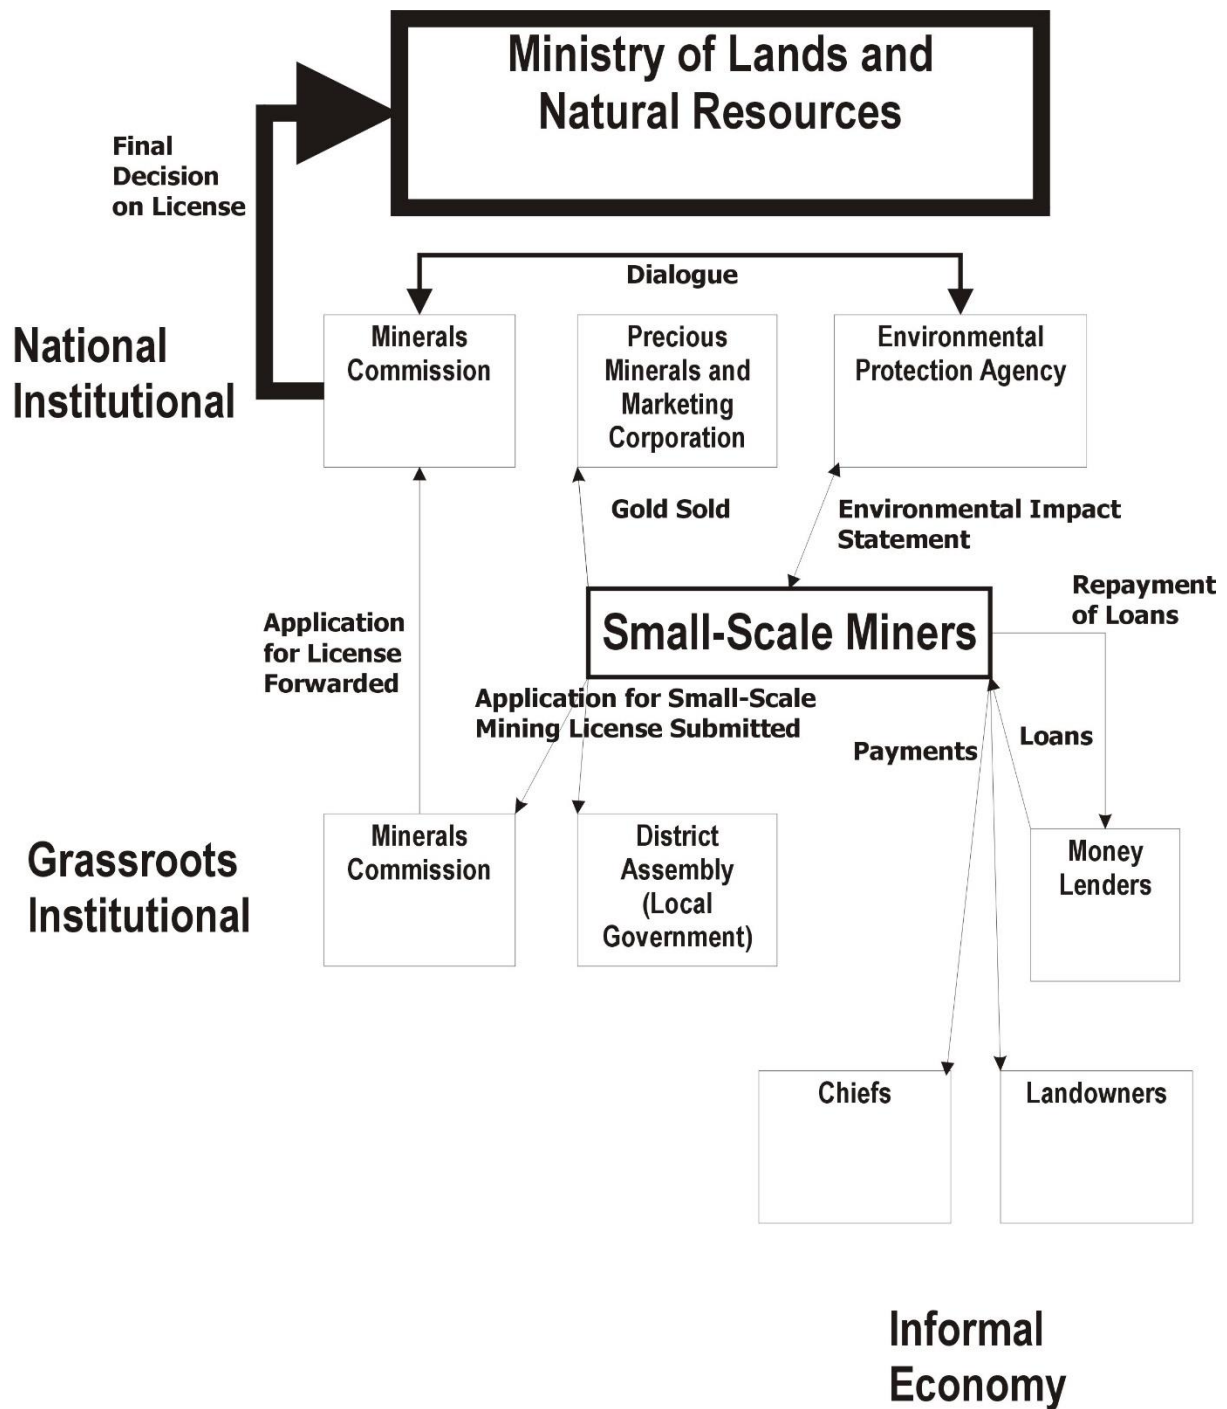 Ministry of Lands and
Natural Resources
Final
Decision
on License
Dialogue
National
Institutional
Minerals
Commission
Precious
Minerals and
Marketing
Corporation
Environmental
Protection Agency
Gold Sold
Environmental Impact
Statement
Repayment
of Loans
Small-Scale Miners
Application
for License
Forwarded
Application for Small-Scale
Mining License Submitted
Payments
Loans
Grassroots
Institutional
Minerals
Commission
District
Assembly
(Local
Government)
Money
Lenders
Chiefs
Landowners
Informal
Economy